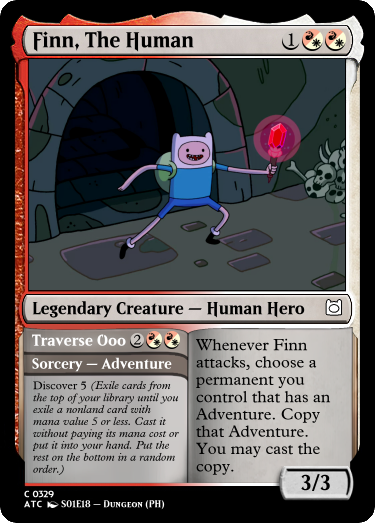 Finn, The Human 1
Legendary Creature — Human Hero
Traverse Ooo 2
Sorcery — Adventure
Discover 5 (Exile cards from
the top of your library until you
exile a nonland card with
mana value 5 or less. Cast it
without paying its mana cost or
put it into your hand. Put the
rest on the bottom in a random
order.)
Whenever Finn
attacks, choose a
permanent you
control that has an
Adventure. Copy
that Adventure.
You may cast the
copy.
3/3
C 0329
ATC S01E18 – Dungeon (PH)